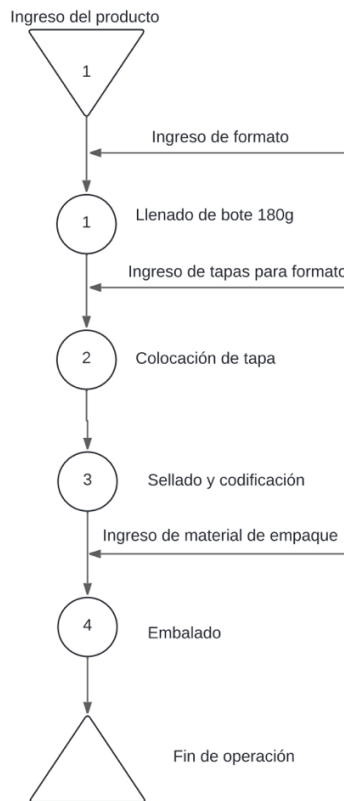 Ingreso del producto
1
Ingreso de formato
1
Llenado de bote 180g
Ingreso de tapas para formato
2
Colocación de tapa
3
Sellado y codificación
Ingreso de material de empaque
4
Embalado
Fin de operación